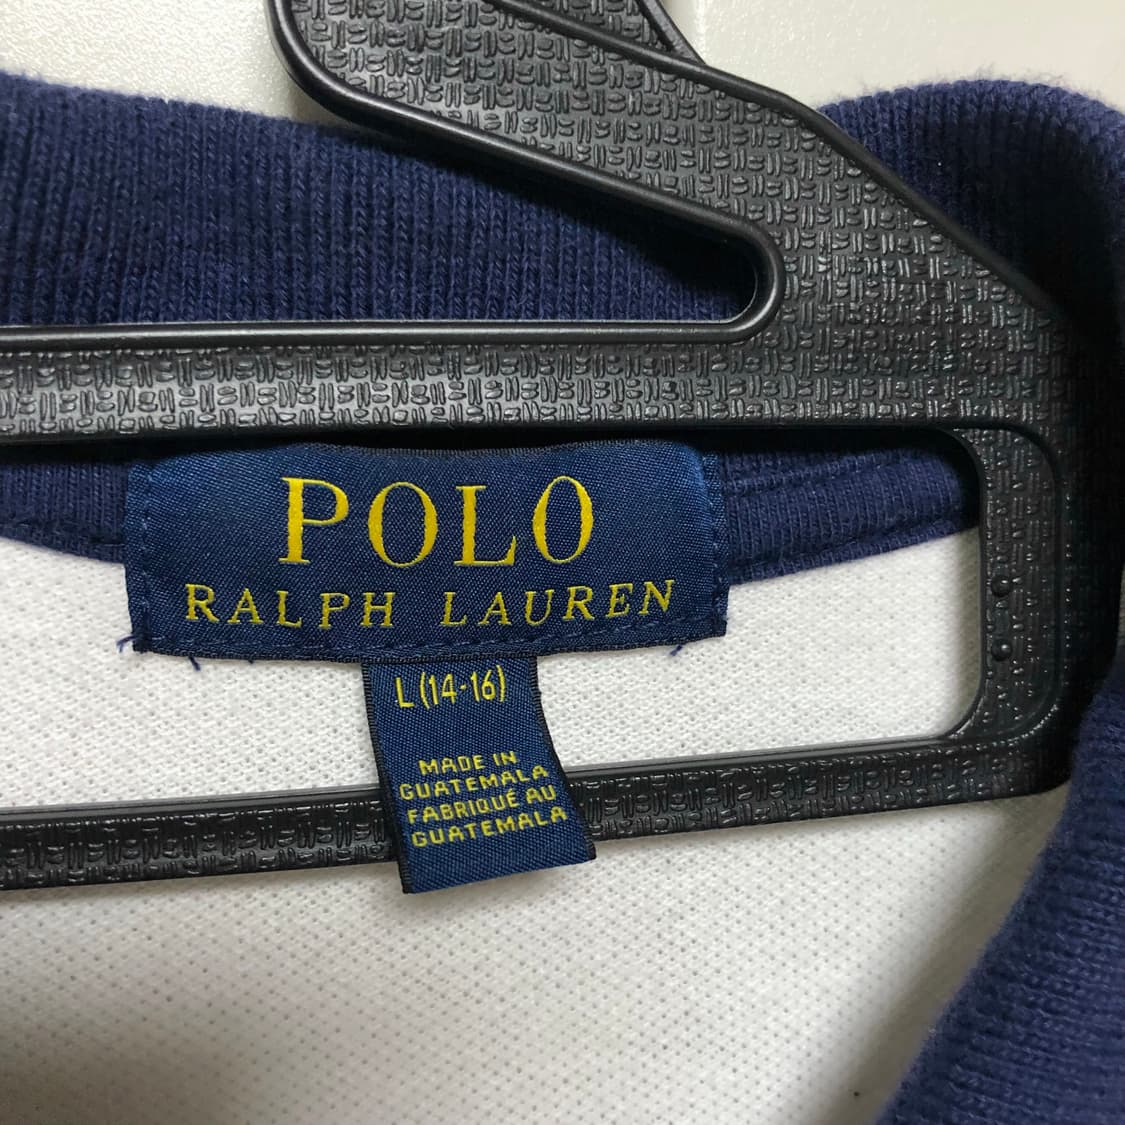 POLO
RALPH LAUREN
L (14-16)
MADE IN
GUATEMALA
FABRIQUÉ AU
GUATEMALA